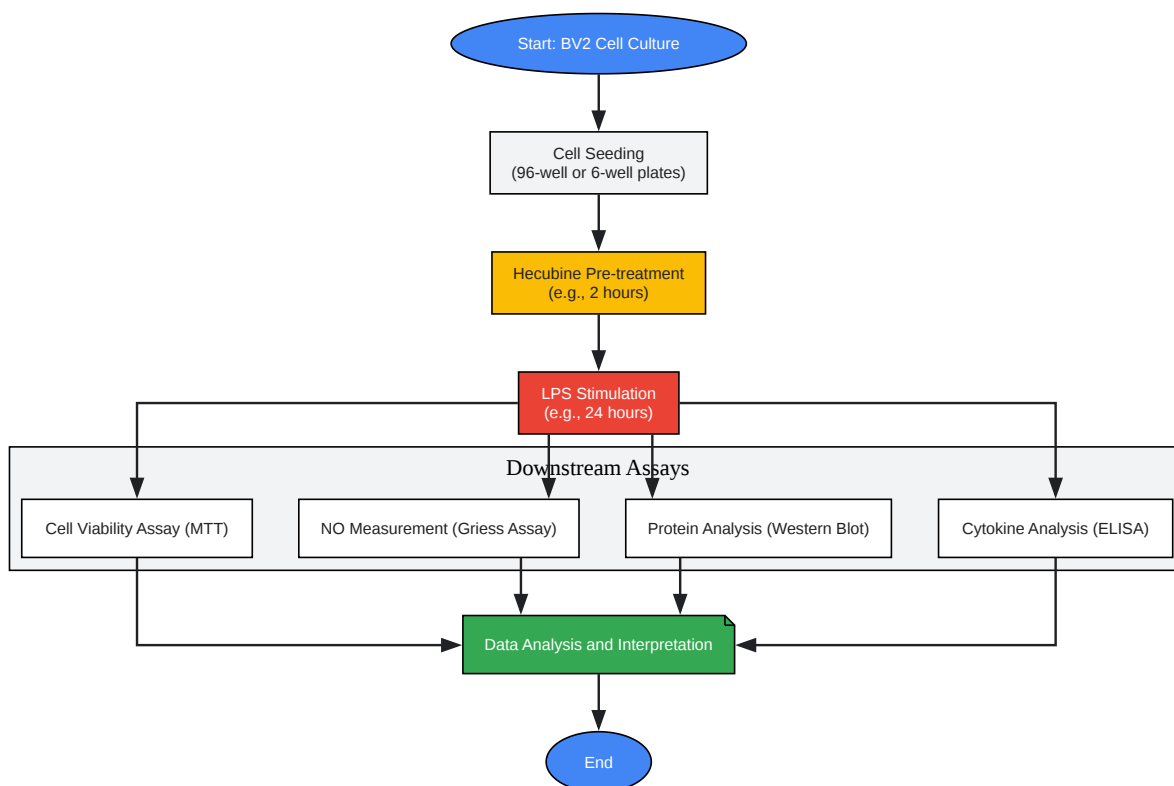 Start: BV2 Cell Culture
Cell Seeding
(96-well or 6-well plates)
Hecubine Pre-treatment
(e.g., 2 hours)
LPS Stimulation
(e.g., 24 hours)
Downstream Assays
Cell Viability Assay (MTT)
NO Measurement (Griess Assay)
Protein Analysis (Western Blot)
Cytokine Analysis (ELISA)
Data Analysis and Interpretation
End